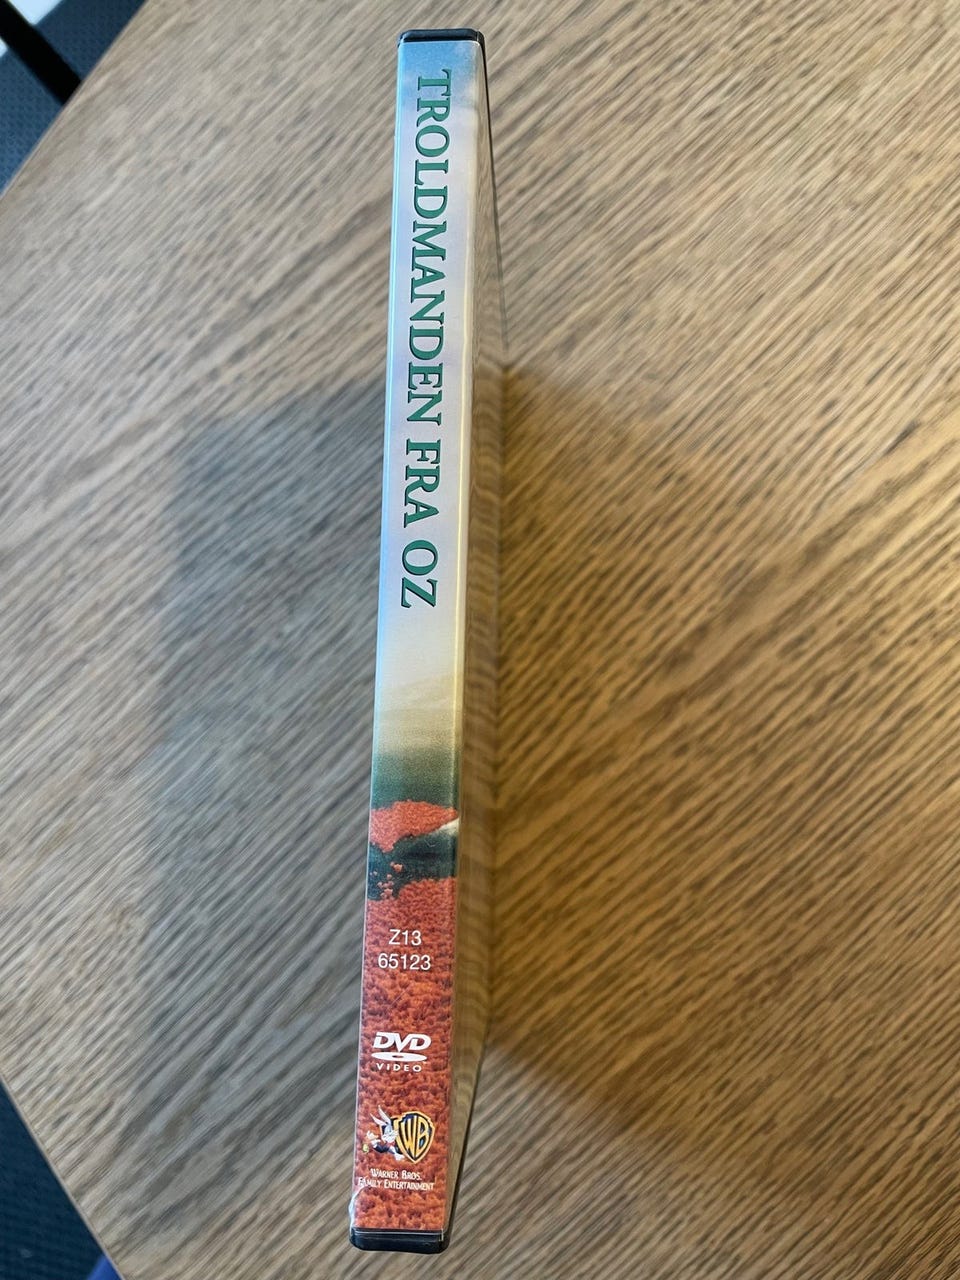 TROLDMANDEN FRA OZ
Z13
65123
DVD
VIDEO
WB
WARNER BROS.
FAMILY ENTERTAINMENT